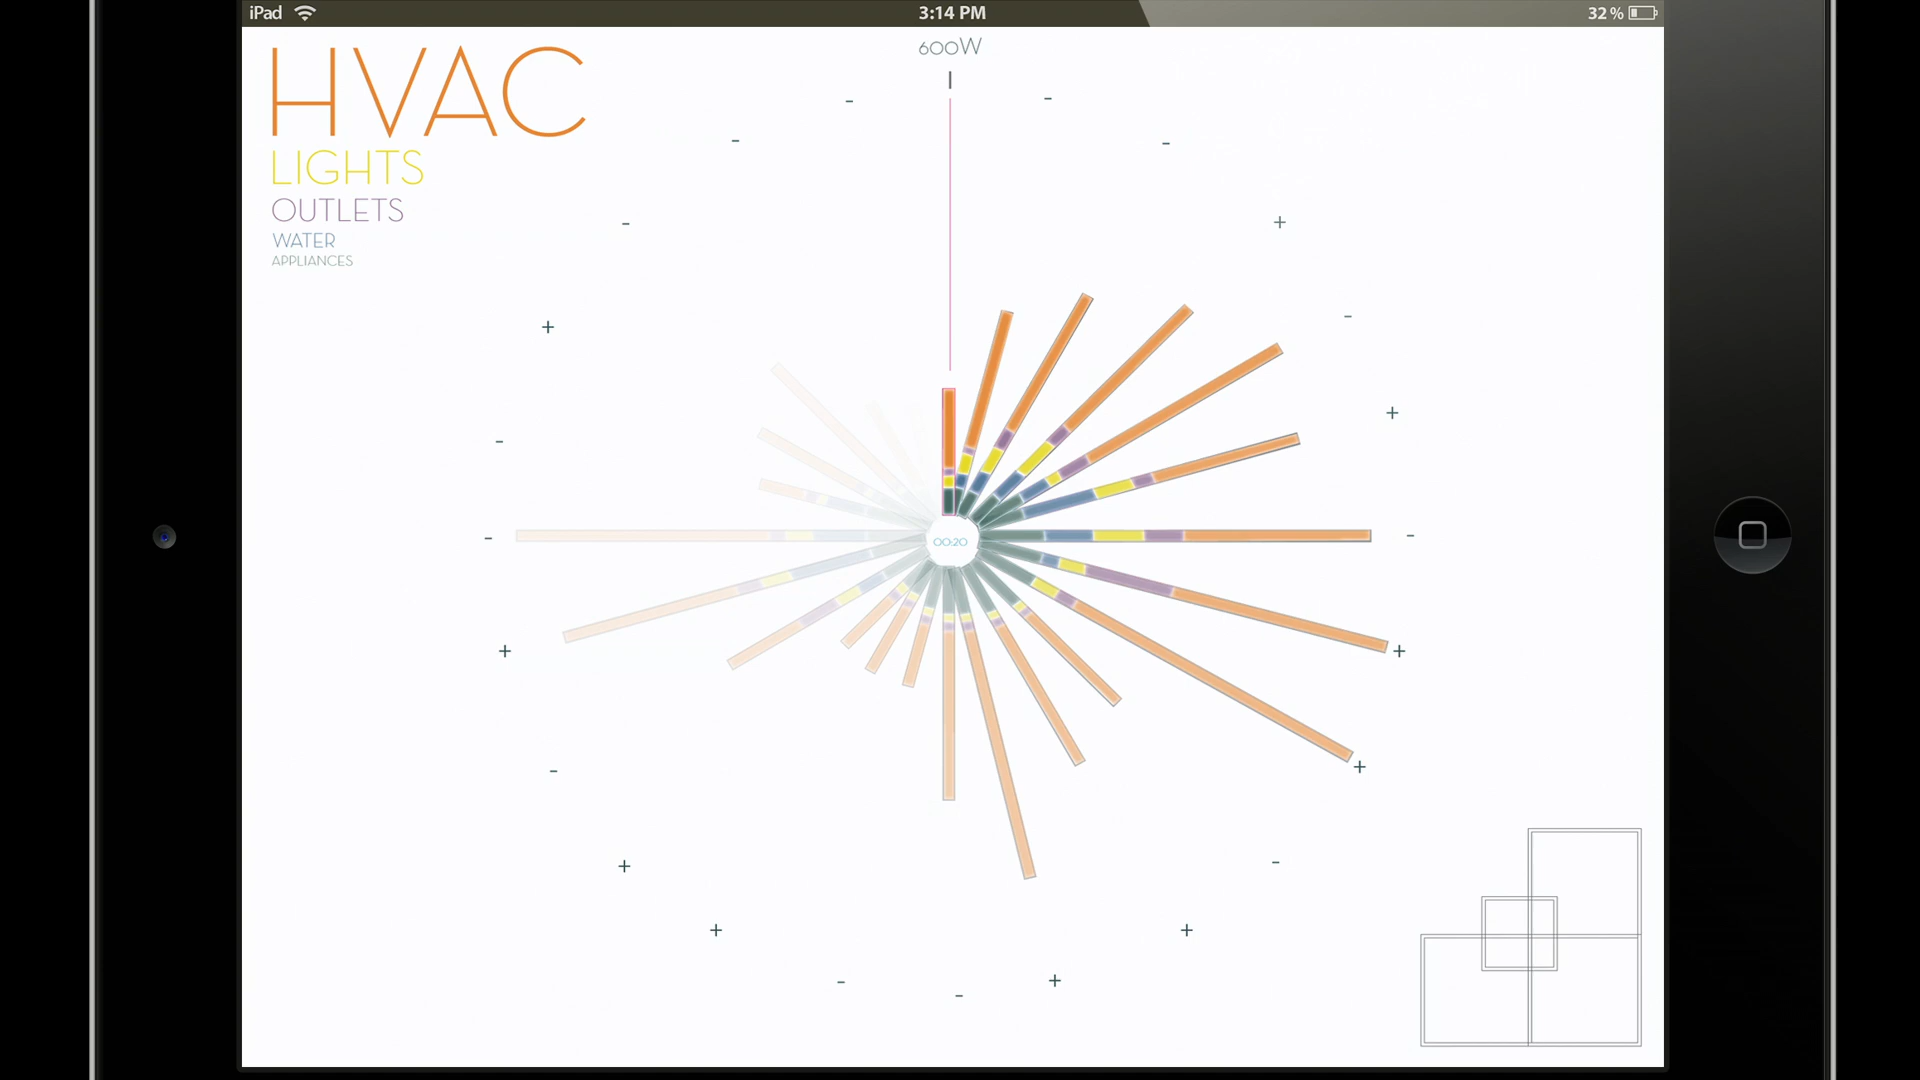 iPad 3:14 PM 32 %
600W
HVAC
LIGHTS
OUTLETS
WATER
APPLIANCES
00:20